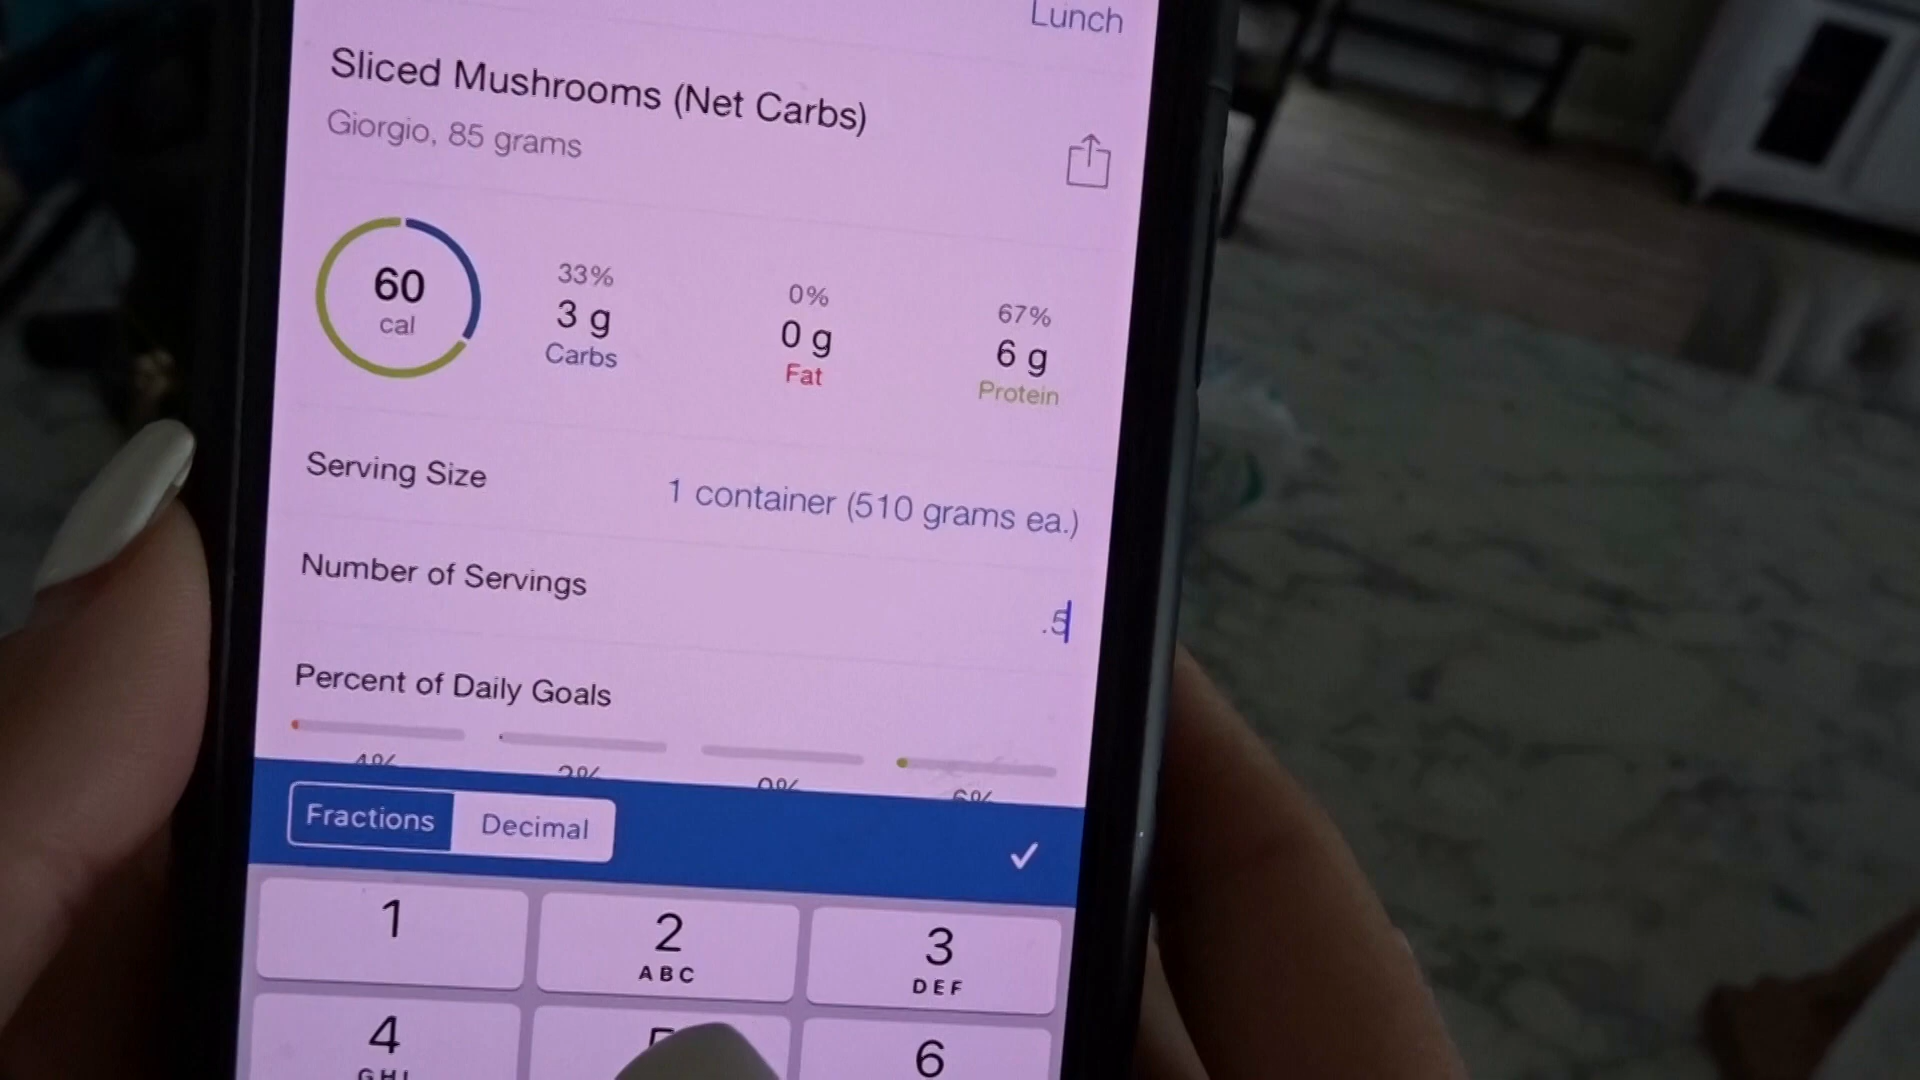 Lunch
Sliced Mushrooms (Net Carbs)
Giorgio, 85 grams
60
cal
33%
3 g
Carbs
0%
0 g
Fat
67%
6 g
Protein
Serving Size
1 container (510 grams ea.)
Number of Servings
.5
Percent of Daily Goals
Fractions
Decimal
1
2
ABC
3
DEF
4
GHI
6